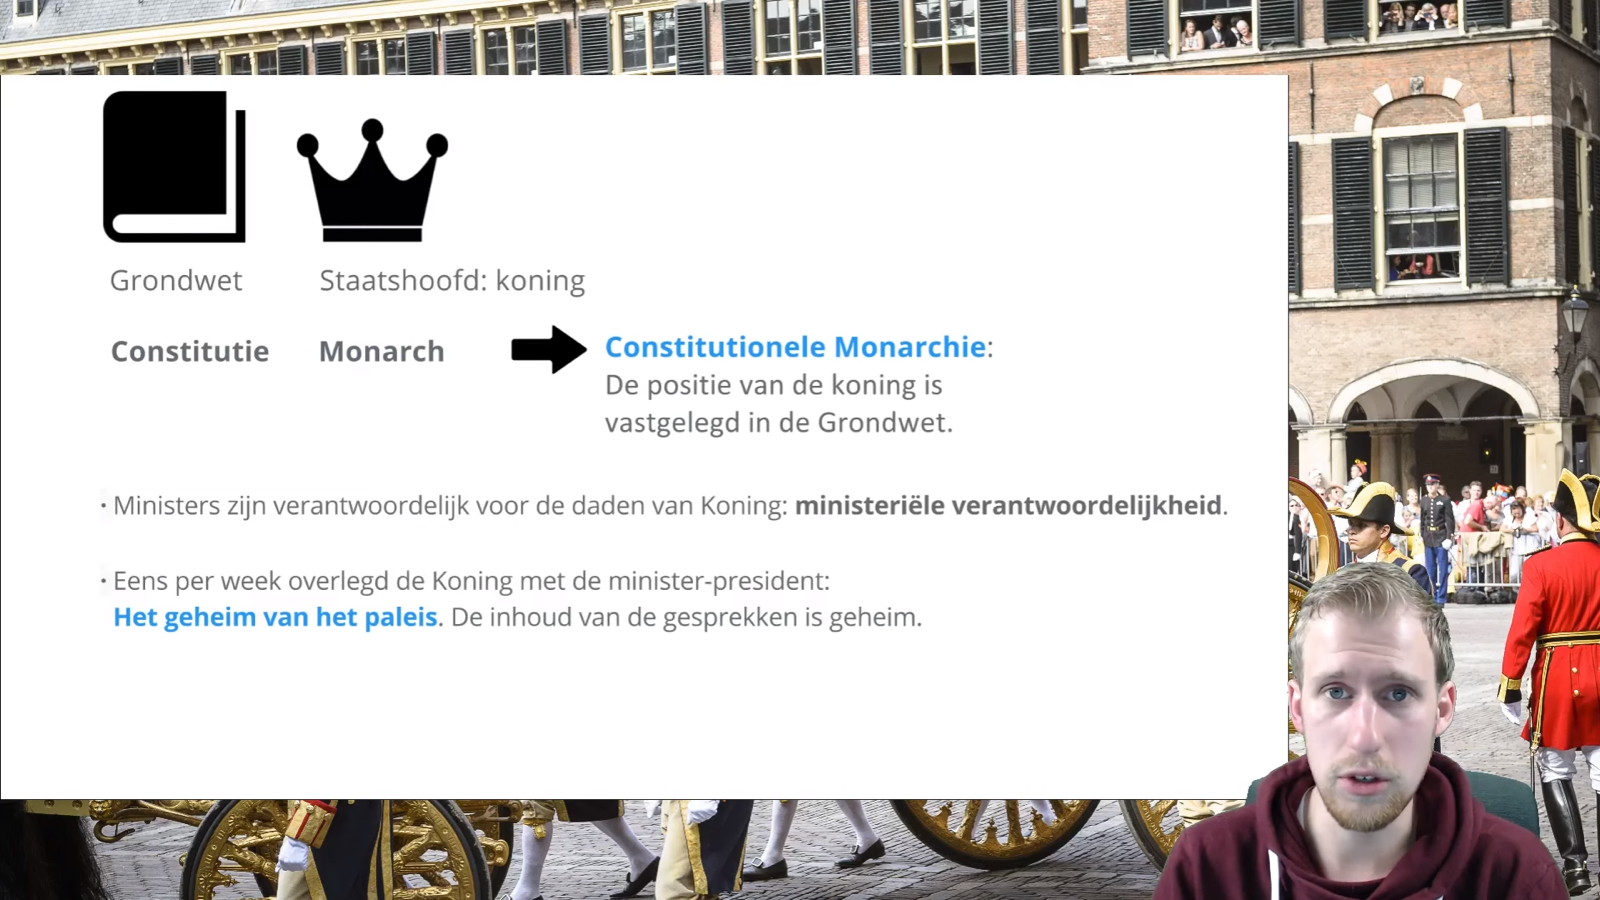 Grondwet
Staatshoofd: koning
Constitutie
Monarch
Constitutionele Monarchie:
De positie van de koning is
vastgelegd in de Grondwet.
· Ministers zijn verantwoordelijk voor de daden van Koning: ministeriële verantwoordelijkheid.
· Eens per week overlegd de Koning met de minister-president:
Het geheim van het paleis. De inhoud van de gesprekken is geheim.